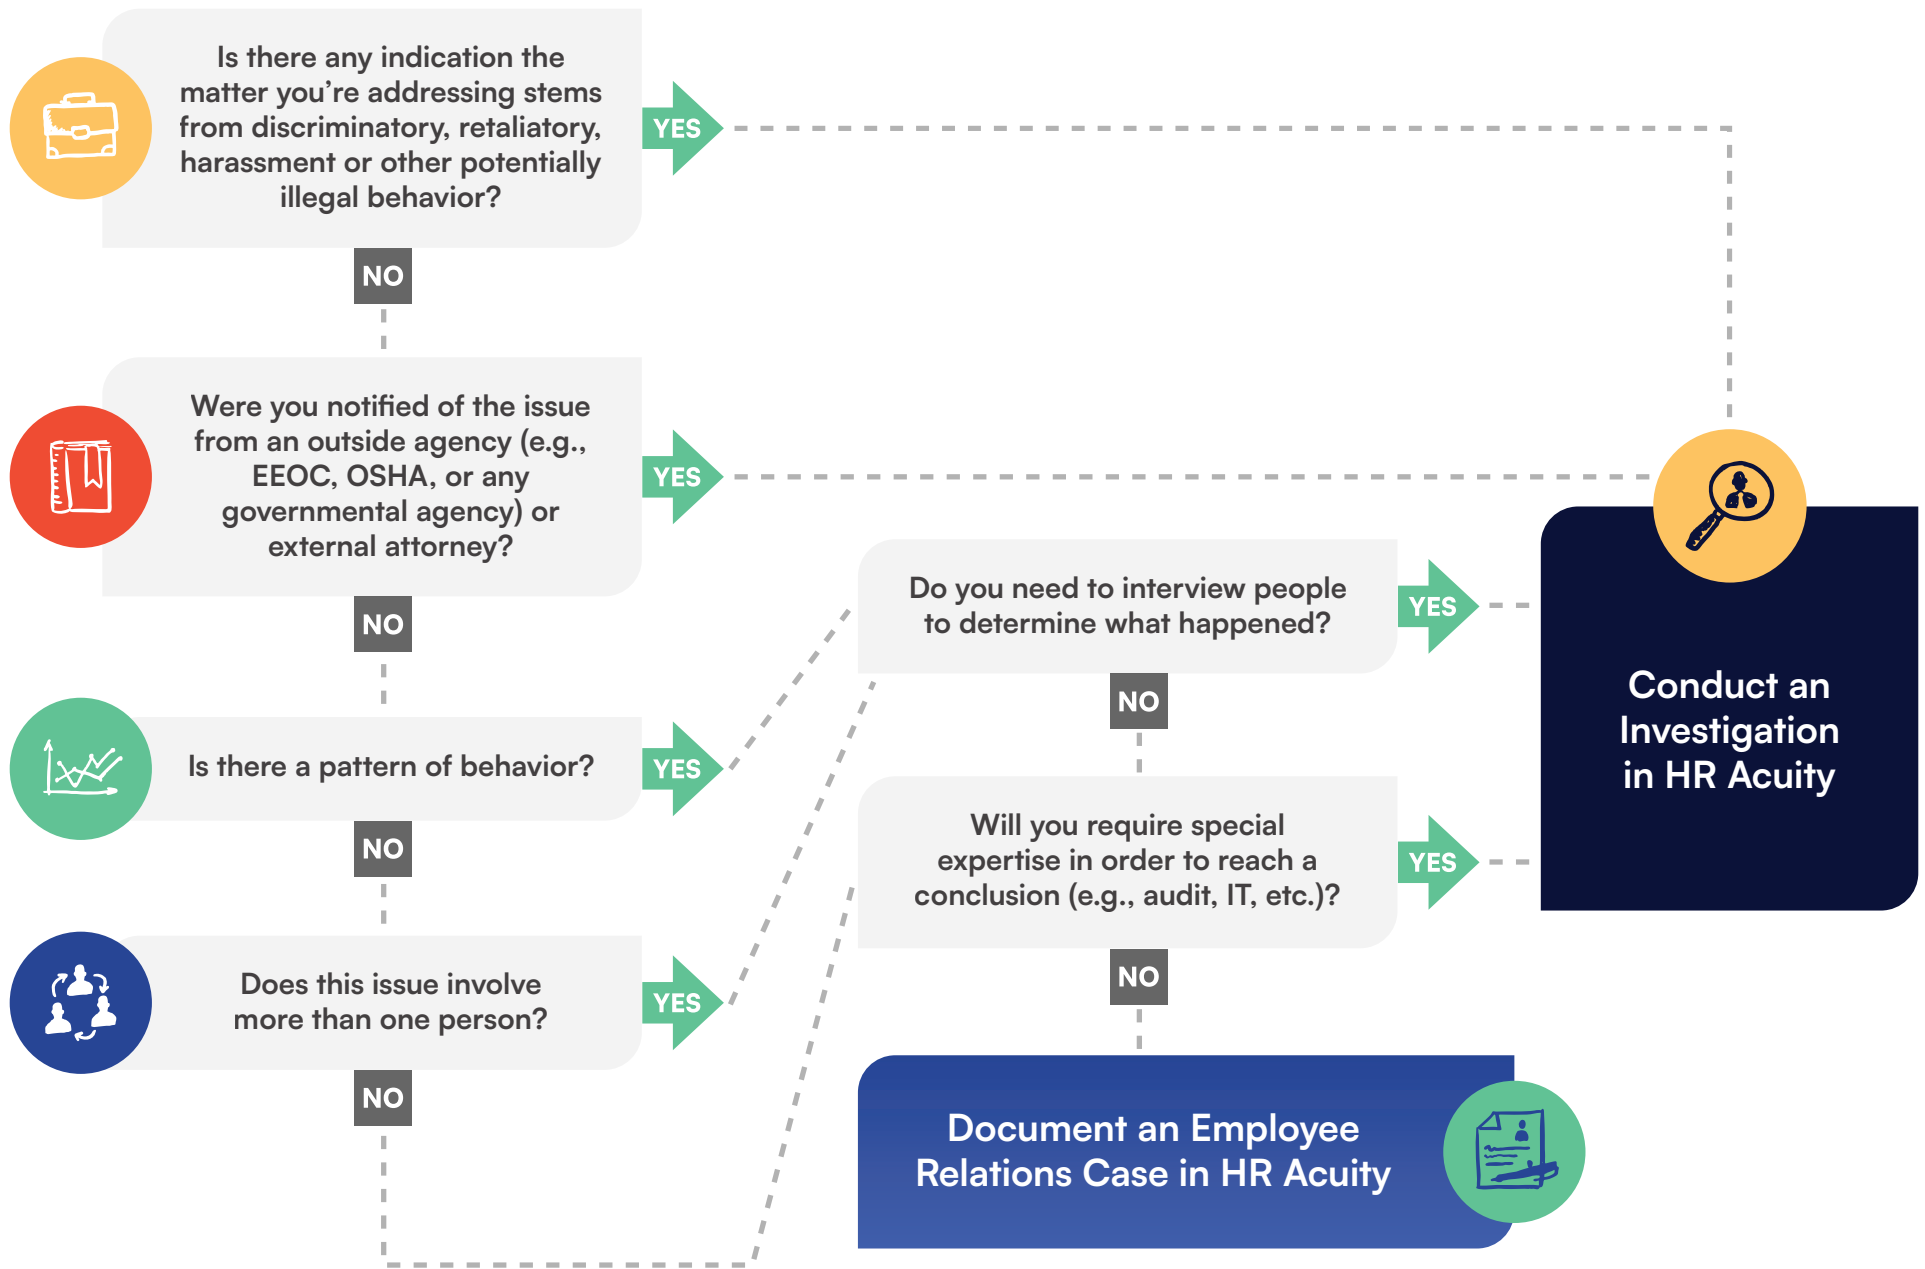 Is there any indication the
matter you’re addressing stems
from discriminatory, retaliatory,
harassment or other potentially
illegal behavior?
YES
NO
Were you notified of the issue
from an outside agency (e.g.,
EEOC, OSHA, or any
governmental agency) or
external attorney?
YES
NO
Is there a pattern of behavior?
YES
NO
Does this issue involve
more than one person?
YES
NO
Do you need to interview people
to determine what happened?
YES
NO
Will you require special
expertise in order to reach a
conclusion (e.g., audit, IT, etc.)?
YES
NO
Conduct an
Investigation
in HR Acuity
Document an Employee
Relations Case in HR Acuity